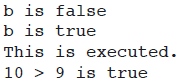 b is false
b is true
This is executed.
10 > 9 is true